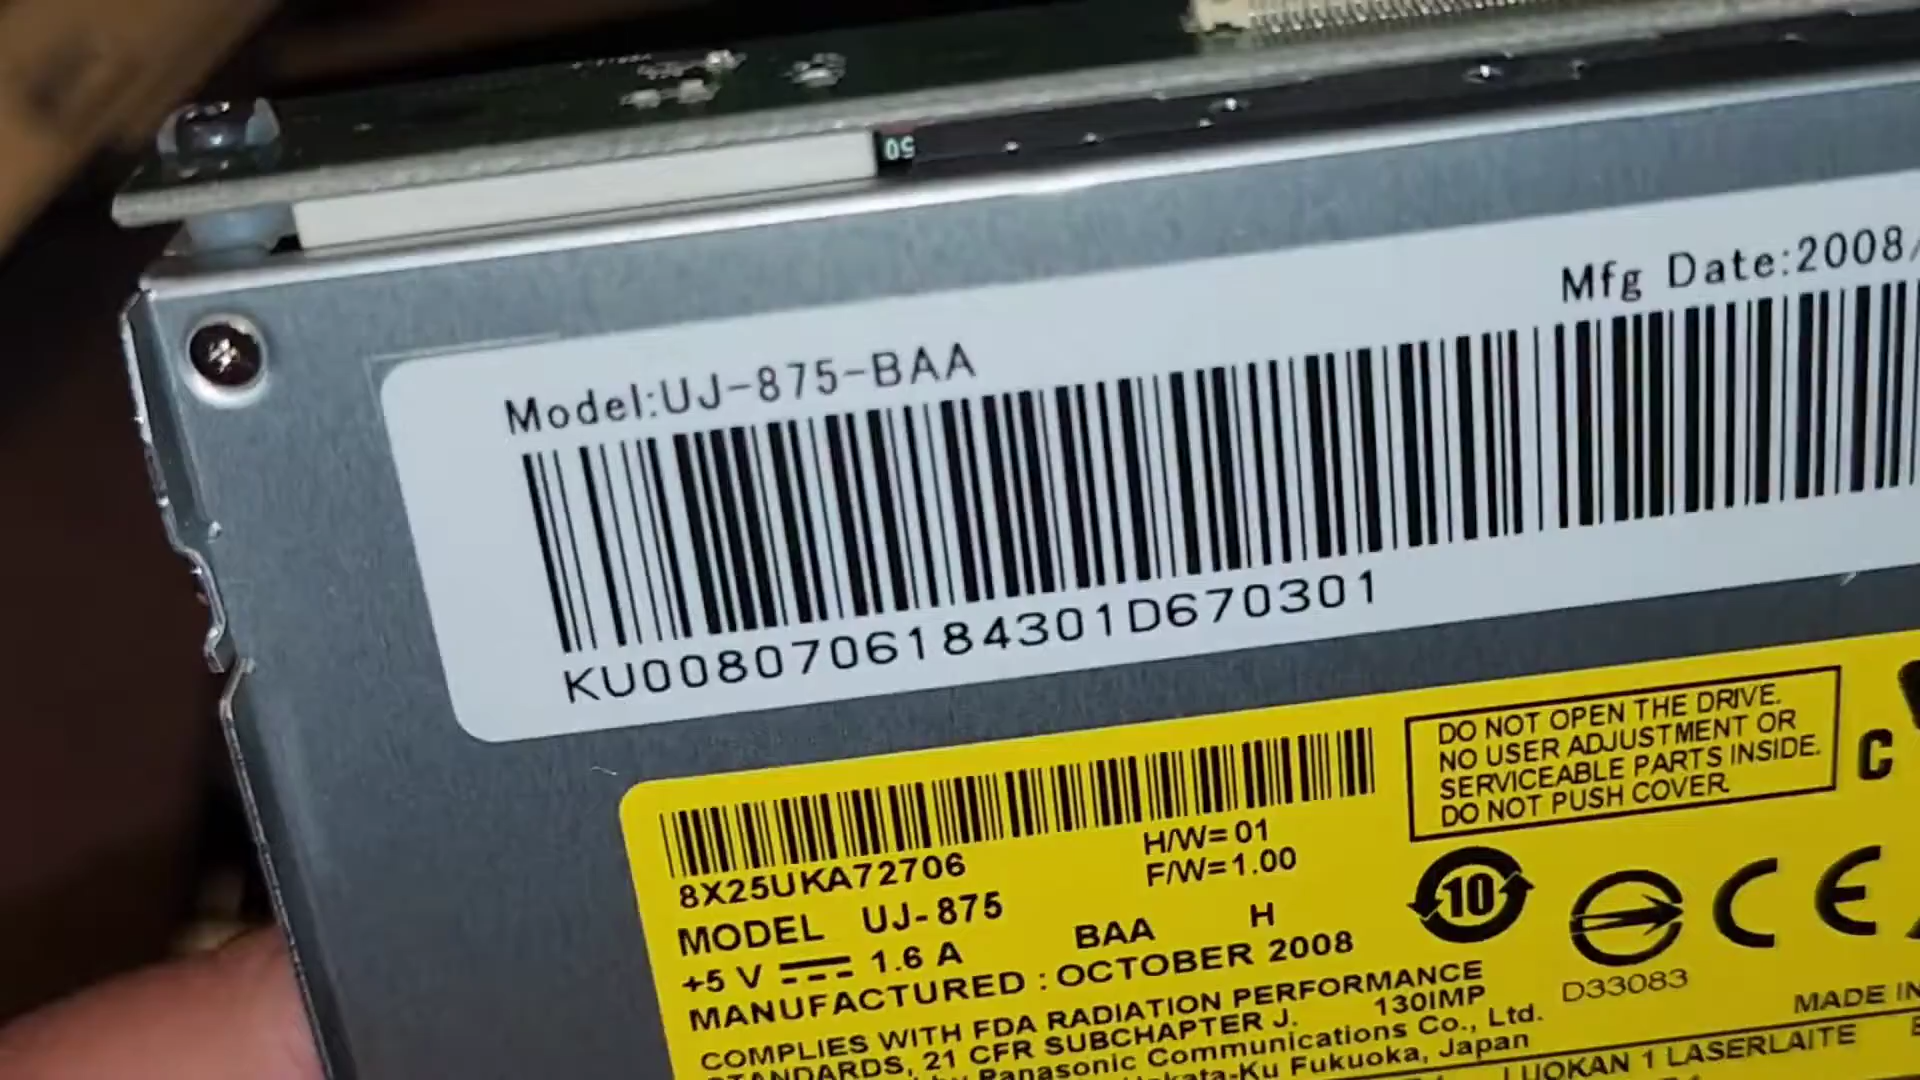 50
Mfg Date:2008/
Model:UJ-875-BAA
KU0080706184301D670301
DO NOT OPEN THE DRIVE.
NO USER ADJUSTMENT OR
SERVICEABLE PARTS INSIDE.
DO NOT PUSH COVER.
C
8X25UKA72706
H/W=01
F/W=1.00
MODEL UJ-875
BAA H
+5 V 1.6 A
MANUFACTURED : OCTOBER 2008
10
CE
D33083
COMPLIES WITH FDA RADIATION PERFORMANCE
STANDARDS, 21 CFR SUBCHAPTER J. 130IMP
MADE IN
by Panasonic Communications Co., Ltd.
Fukuoka, Japan
LUOKAN 1 LASERLAITE